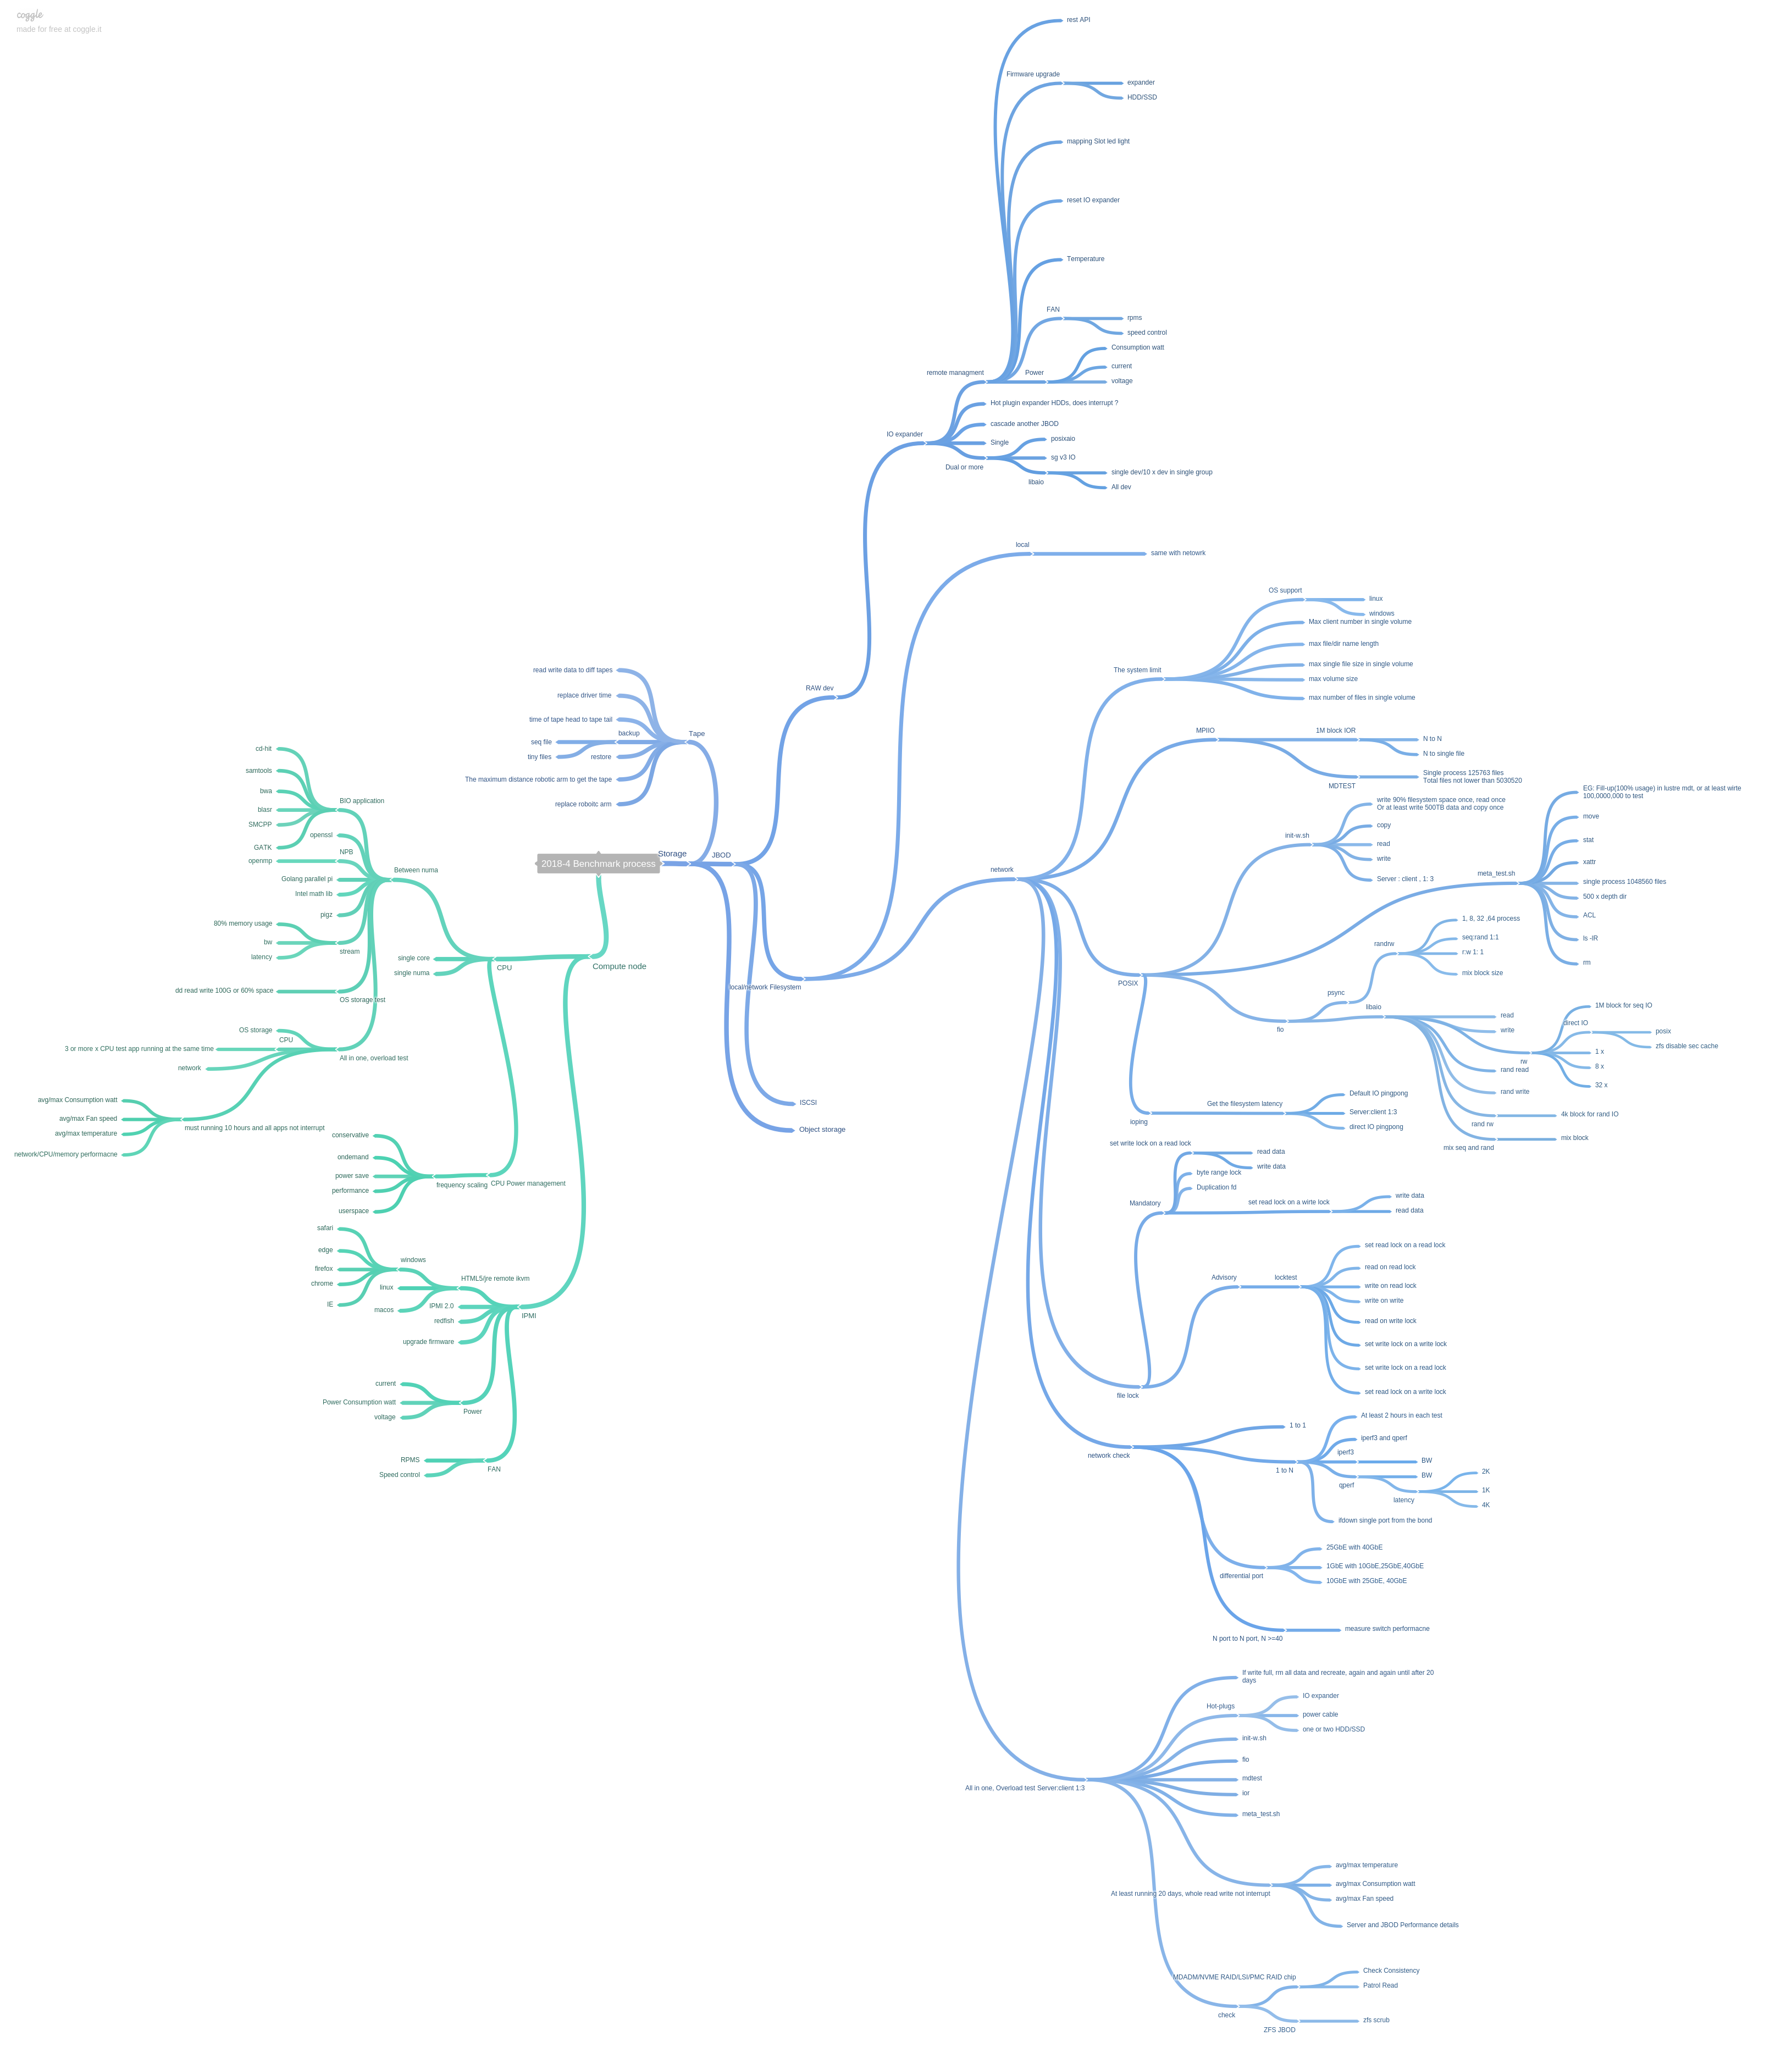 coggle
made for free at coggle.it
2018-4 Benchmark process
Storage
JBOD
RAW dev
IO expander
remote managment
rest API
Firmware upgrade
expander
HDD/SSD
mapping Slot led light
reset IO expander
Temperature
FAN
rpms
speed control
Power
Consumption watt
current
voltage
Hot plugin expander HDDs, does interrupt ?
cascade another JBOD
Single
Dual or more
posixaio
sg v3 IO
libaio
single dev/10 x dev in single group
All dev
local/network Filesystem
local
same with netowrk
network
The system limit
OS support
linux
windows
Max client number in single volume
max file/dir name length
max single file size in single volume
max volume size
max number of files in single volume
MPIIO
1M block IOR
N to N
N to single file
MDTEST
Single process 125763 files
Total files not lower than 5030520
POSIX
init-w.sh
write 90% filesystem space once, read once
Or at least write 500TB data and copy once
copy
read
write
Server : client , 1: 3
meta_test.sh
EG: Fill-up(100% usage) in lustre mdt, or at least wirte
100,0000,000 to test
move
stat
xattr
single process 1048560 files
500 x depth dir
ACL
ls -lR
rm
fio
psync
randrw
1, 8, 32 ,64 process
seq:rand 1:1
r:w 1: 1
mix block size
libaio
read
write
rw
1M block for seq IO
direct IO
posix
zfs disable sec cache
1 x
8 x
32 x
rand read
rand write
rand rw
4k block for rand IO
mix seq and rand
mix block
ioping
Get the filesystem latency
Default IO pingpong
Server:client 1:3
direct IO pingpong
file lock
Mandatory
set write lock on a read lock
read data
write data
byte range lock
Duplication fd
set read lock on a wirte lock
write data
read data
Advisory
locktest
set read lock on a read lock
read on read lock
write on read lock
write on write
read on write lock
set write lock on a write lock
set write lock on a read lock
set read lock on a write lock
network check
1 to 1
1 to N
At least 2 hours in each test
iperf3 and qperf
iperf3
BW
qperf
BW
latency
2K
1K
4K
ifdown single port from the bond
differential port
25GbE with 40GbE
1GbE with 10GbE,25GbE,40GbE
10GbE with 25GbE, 40GbE
N port to N port, N >=40
measure switch performacne
All in one, Overload test Server:client 1:3
If write full, rm all data and recreate, again and again until after 20
days
Hot-plugs
IO expander
power cable
one or two HDD/SSD
init-w.sh
fio
mdtest
ior
meta_test.sh
At least running 20 days, whole read write not interrupt
avg/max temperature
avg/max Consumption watt
avg/max Fan speed
Server and JBOD Performance details
check
MDADM/NVME RAID/LSI/PMC RAID chip
Check Consistency
Patrol Read
ZFS JBOD
zfs scrub
ISCSI
Object storage
Tape
read write data to diff tapes
replace driver time
time of tape head to tape tail
backup
seq file
tiny files
restore
The maximum distance robotic arm to get the tape
replace roboitc arm
Compute node
CPU
Between numa
BIO application
cd-hit
samtools
bwa
blasr
SMCPP
GATK
openssl
NPB
openmp
Golang parallel pi
Intel math lib
pigz
stream
80% memory usage
bw
latency
OS storage test
dd read write 100G or 60% space
All in one, overload test
OS storage
CPU
3 or more x CPU test app running at the same time
network
must running 10 hours and all apps not interrupt
avg/max Consumption watt
avg/max Fan speed
avg/max temperature
network/CPU/memory performacne
single core
single numa
CPU Power management
frequency scaling
conservative
ondemand
power save
performance
userspace
IPMI
HTML5/jre remote ikvm
windows
safari
edge
firefox
chrome
IE
linux
macos
IPMI 2.0
redfish
upgrade firmware
Power
current
Power Consumption watt
voltage
FAN
RPMS
Speed control